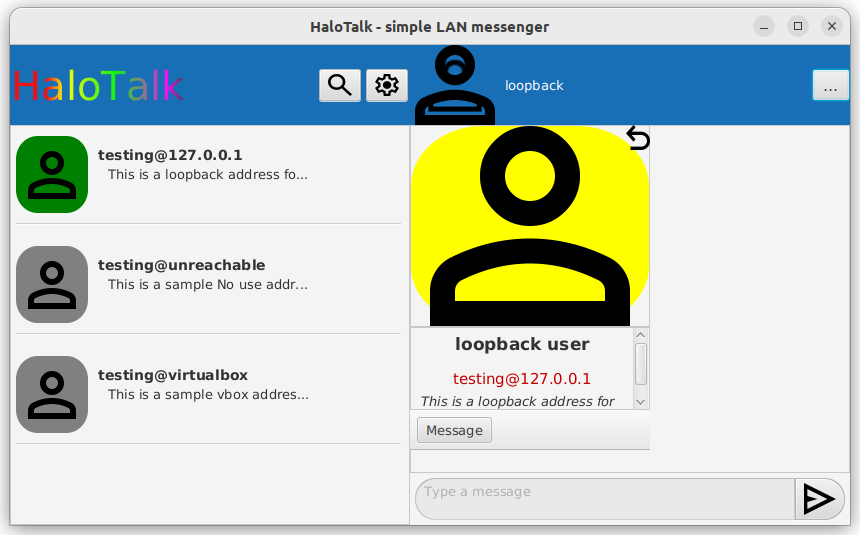 HaloTalk - simple LAN messenger
HaloTalk
loopback
...
testing@127.0.0.1
This is a loopback address fo...
testing@unreachable
This is a sample No use addr...
testing@virtualbox
This is a sample vbox addres...
loopback user
testing@127.0.0.1
This is a loopback address for
Message
Type a message